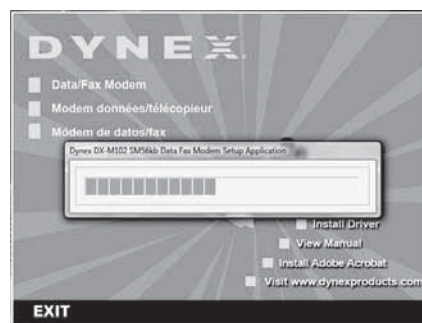 DYNEX
Data/Fax Modem
Modem données/télécopieur
Módem de datos/fax
Dynex DX-M102 SM56kb Data Fax Modem Setup Application
Install Driver
View Manual
Install Adobe Acrobat
Visit www.dynexproducts.com
EXIT